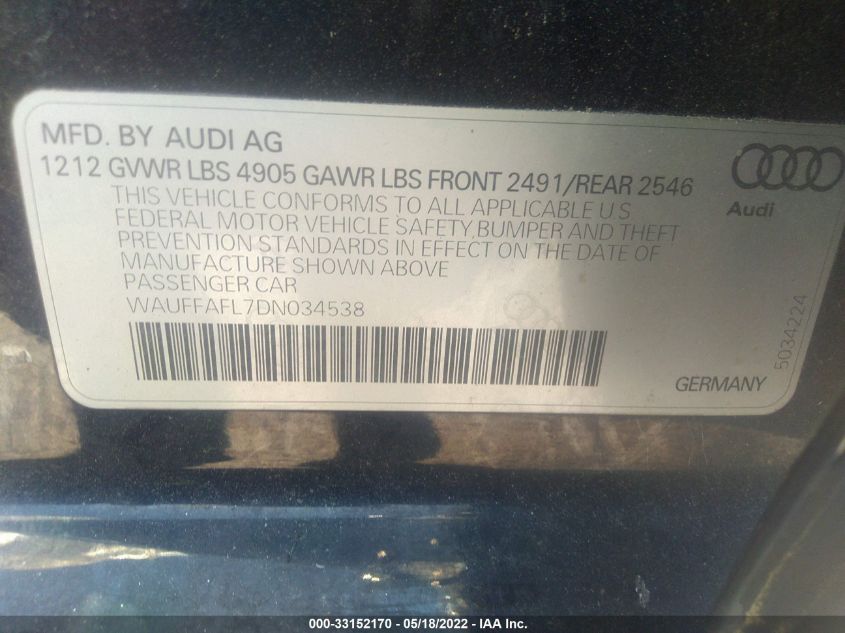 MFD. BY AUDI AG
1212 GVWR LBS 4905 GAWR LBS FRONT 2491/REAR 2546
THIS VEHICLE CONFORMS TO ALL APPLICABLE U S
FEDERAL MOTOR VEHICLE SAFETY, BUMPER AND THEFT
PREVENTION STANDARDS IN EFFECT ON THE DATE OF
MANUFACTURE SHOWN ABOVE
PASSENGER CAR
WAUFFAFL7DN034538
Audi
5034224
GERMANY
000-33152170 - 05/18/2022 - IAA Inc.